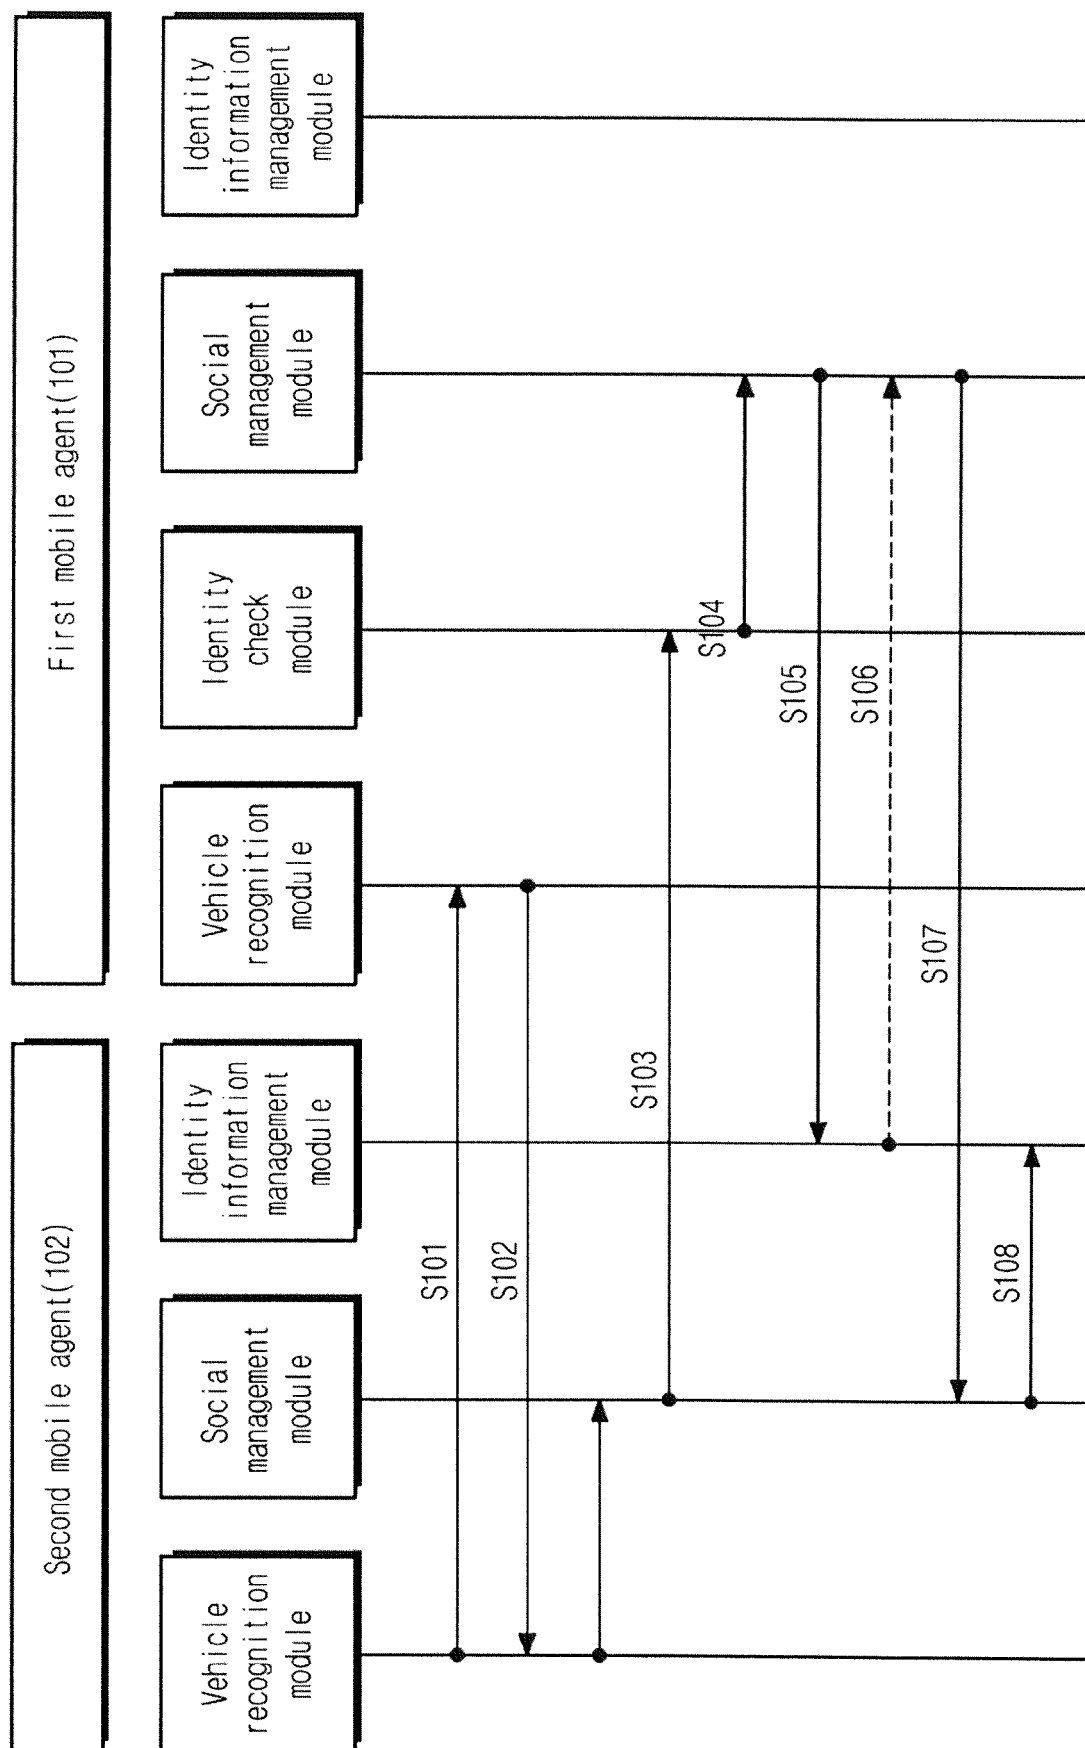 Second mobile agent(102)
First mobile agent(101)
Vehicle
recognition
module
Social
management
module
Identity
information
management
module
Vehicle
recognition
module
Identity
check
module
Social
management
module
Identity
information
management
module
S101
S102
S103
S104
S105
S106
S107
S108